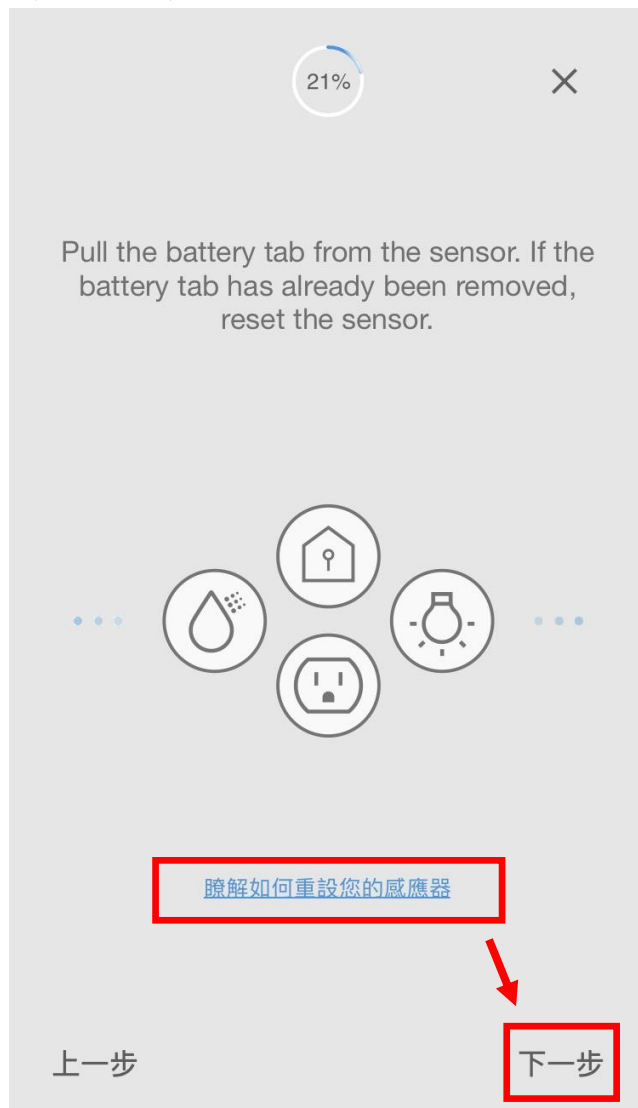 21%
Pull the battery tab from the sensor. If the
battery tab has already been removed,
reset the sensor.
瞭解如何重設您的感應器
上一步
下一步